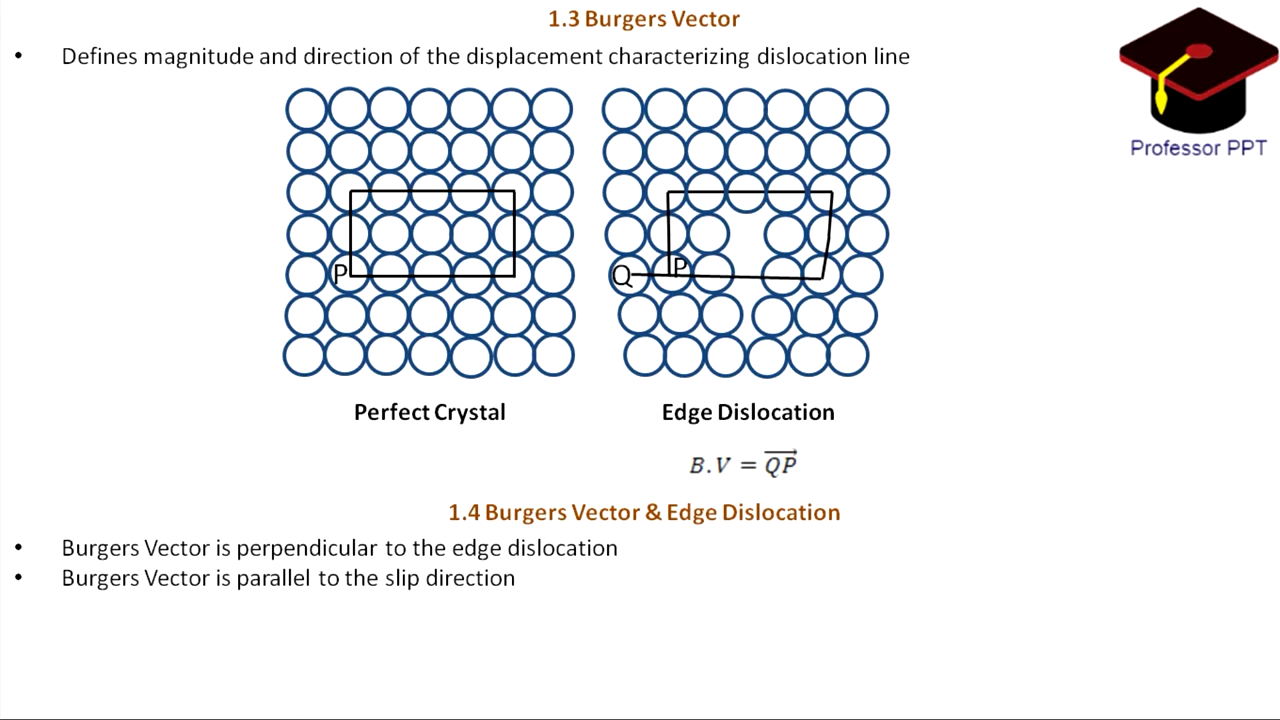 1.3 Burgers Vector
• Defines magnitude and direction of the displacement characterizing dislocation line
Professor PPT
P
Q P
Perfect Crystal
Edge Dislocation
B.V = \overrightarrow{QP}
1.4 Burgers Vector & Edge Dislocation
• Burgers Vector is perpendicular to the edge dislocation
• Burgers Vector is parallel to the slip direction